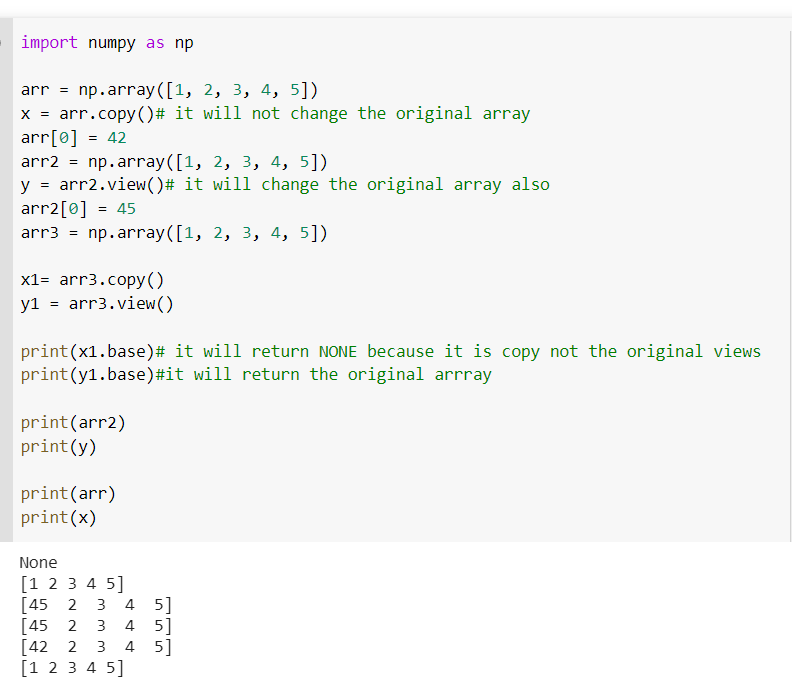 import numpy as np
arr = np.array([1, 2, 3, 4, 5])
x = arr.copy()# it will not change the original array
arr[0] = 42
arr2 = np.array([1, 2, 3, 4, 5])
y = arr2.view()# it will change the original array also
arr2[0] = 45
arr3 = np.array([1, 2, 3, 4, 5])
x1= arr3.copy()
y1 = arr3.view()
print(x1.base)# it will return NONE because it is copy not the original views
print(y1.base)#it will return the original arrray
print(arr2)
print(y)
print(arr)
print(x)
None
[1 2 3 4 5]
[45  2  3  4  5]
[45  2  3  4  5]
[42  2  3  4  5]
[1 2 3 4 5]